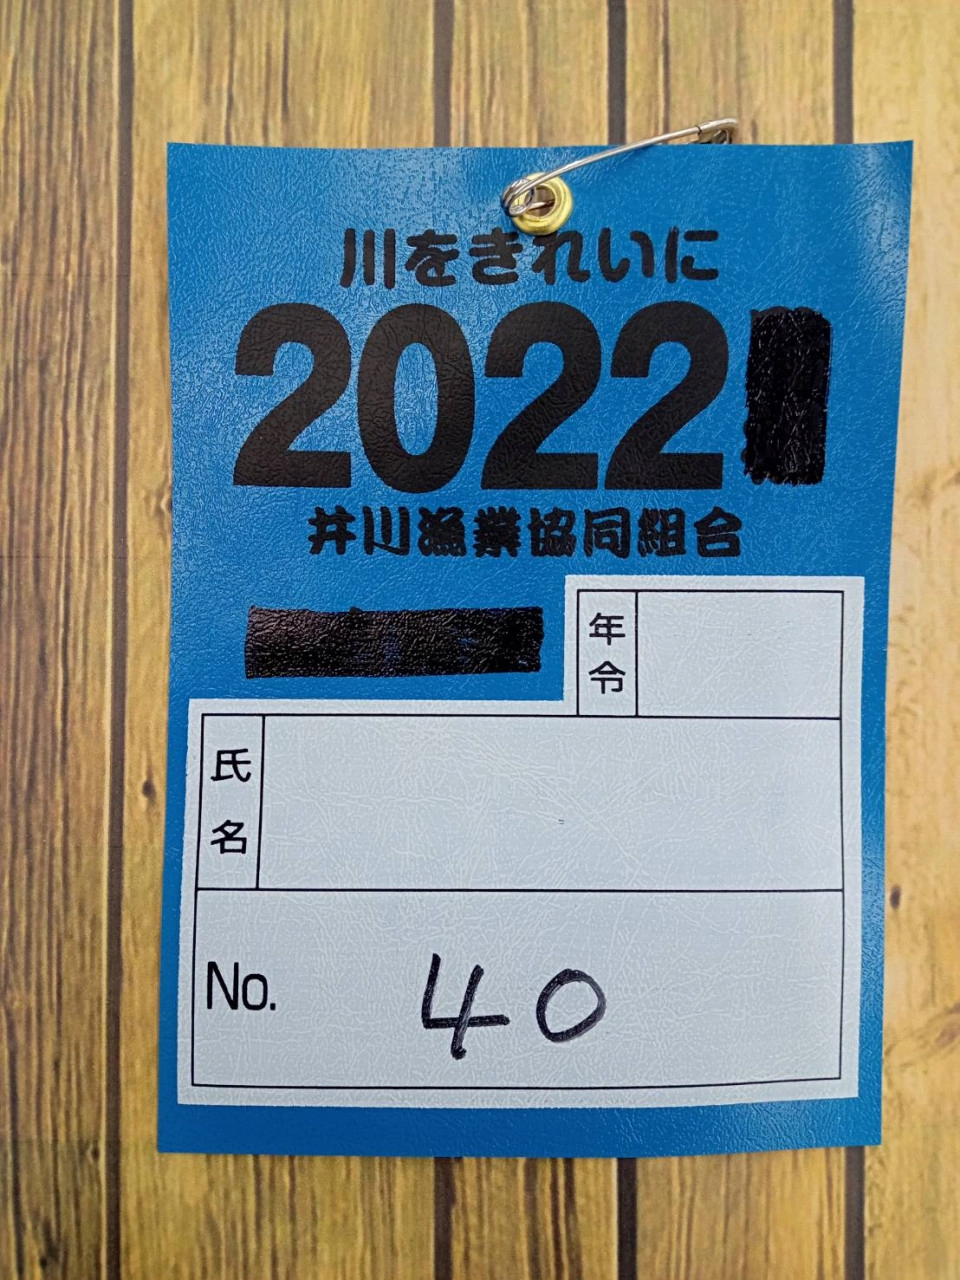 川をきれいに
2022
井川漁業協同組合
年令
氏名
No. 40